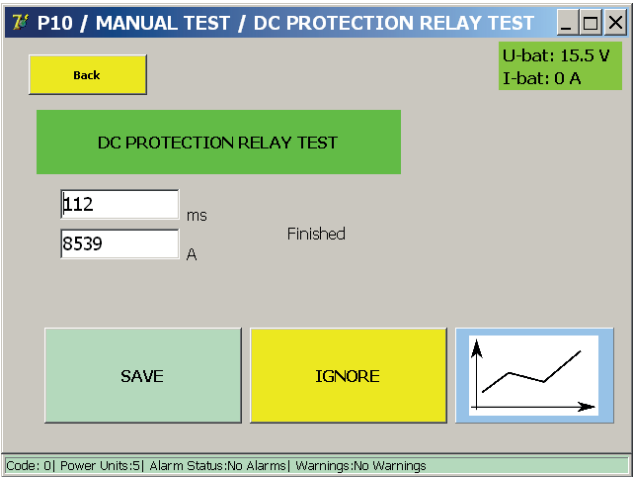 P10 / MANUAL TEST / DC PROTECTION RELAY TEST
Back
U-bat: 15.5 V
I-bat: 0 A
DC PROTECTION RELAY TEST
112 ms
8539 A
Finished
SAVE
IGNORE
Code: 0| Power Units:5| Alarm Status:No Alarms| Warnings:No Warnings